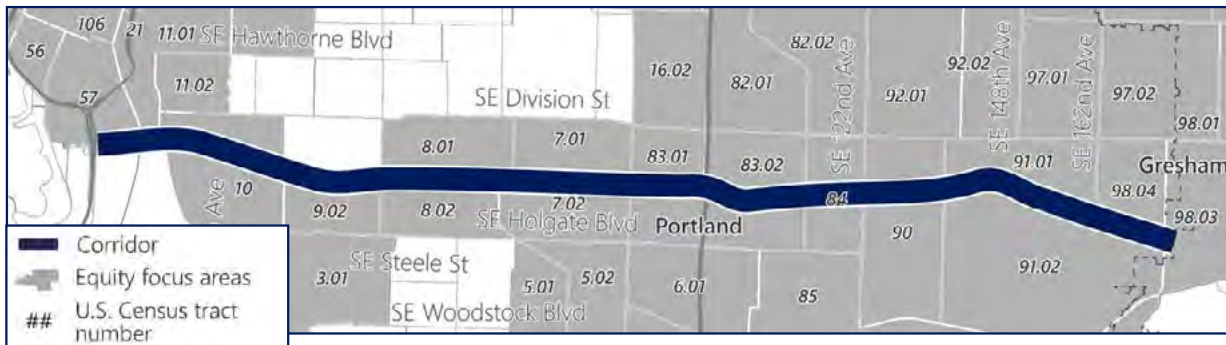 106
21
11.01
SE Hawthorne Blvd
56
82.02
SE 122nd Ave
92.02
SE 148th Ave
97.01
SE 162nd Ave
11.02
16.02
82.01
92.01
97.02
57
SE Division St
98.01
8.01
7.01
83.01
83.02
91.01
Gresham
10
Ave
84
98.04
9.02
8.02
7.02
SE Holgate Blvd
Portland
98.03
90
91.02
Corridor
Equity focus areas
## U.S. Census tract
number
3.01
SE Steele St
5.01
5.02
6.01
85
SE Woodstock Blvd